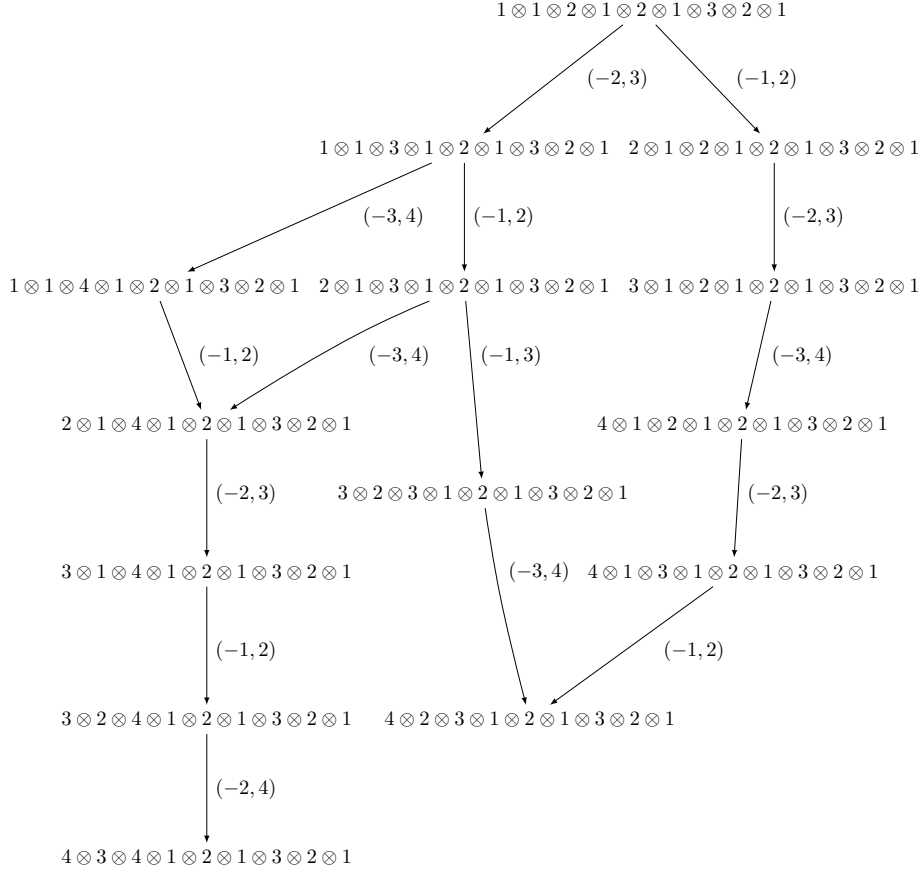 1 ⊗ 1 ⊗ 2 ⊗ 1 ⊗ 2 ⊗ 1 ⊗ 3 ⊗ 2 ⊗ 1
(−2, 3) (−1, 2)
1 ⊗ 1 ⊗ 3 ⊗ 1 ⊗ 2 ⊗ 1 ⊗ 3 ⊗ 2 ⊗ 1 2 ⊗ 1 ⊗ 2 ⊗ 1 ⊗ 2 ⊗ 1 ⊗ 3 ⊗ 2 ⊗ 1
(−3, 4) (−1, 2) (−2, 3)
1 ⊗ 1 ⊗ 4 ⊗ 1 ⊗ 2 ⊗ 1 ⊗ 3 ⊗ 2 ⊗ 1 2 ⊗ 1 ⊗ 3 ⊗ 1 ⊗ 2 ⊗ 1 ⊗ 3 ⊗ 2 ⊗ 1 3 ⊗ 1 ⊗ 2 ⊗ 1 ⊗ 2 ⊗ 1 ⊗ 3 ⊗ 2 ⊗ 1
(−1, 2) (−3, 4) (−1, 3) (−3, 4)
2 ⊗ 1 ⊗ 4 ⊗ 1 ⊗ 2 ⊗ 1 ⊗ 3 ⊗ 2 ⊗ 1 4 ⊗ 1 ⊗ 2 ⊗ 1 ⊗ 2 ⊗ 1 ⊗ 3 ⊗ 2 ⊗ 1
(−2, 3) (−2, 3)
3 ⊗ 2 ⊗ 3 ⊗ 1 ⊗ 2 ⊗ 1 ⊗ 3 ⊗ 2 ⊗ 1
3 ⊗ 1 ⊗ 4 ⊗ 1 ⊗ 2 ⊗ 1 ⊗ 3 ⊗ 2 ⊗ 1 (−3, 4) 4 ⊗ 1 ⊗ 3 ⊗ 1 ⊗ 2 ⊗ 1 ⊗ 3 ⊗ 2 ⊗ 1
(−1, 2) (−1, 2)
3 ⊗ 2 ⊗ 4 ⊗ 1 ⊗ 2 ⊗ 1 ⊗ 3 ⊗ 2 ⊗ 1 4 ⊗ 2 ⊗ 3 ⊗ 1 ⊗ 2 ⊗ 1 ⊗ 3 ⊗ 2 ⊗ 1
(−2, 4)
4 ⊗ 3 ⊗ 4 ⊗ 1 ⊗ 2 ⊗ 1 ⊗ 3 ⊗ 2 ⊗ 1